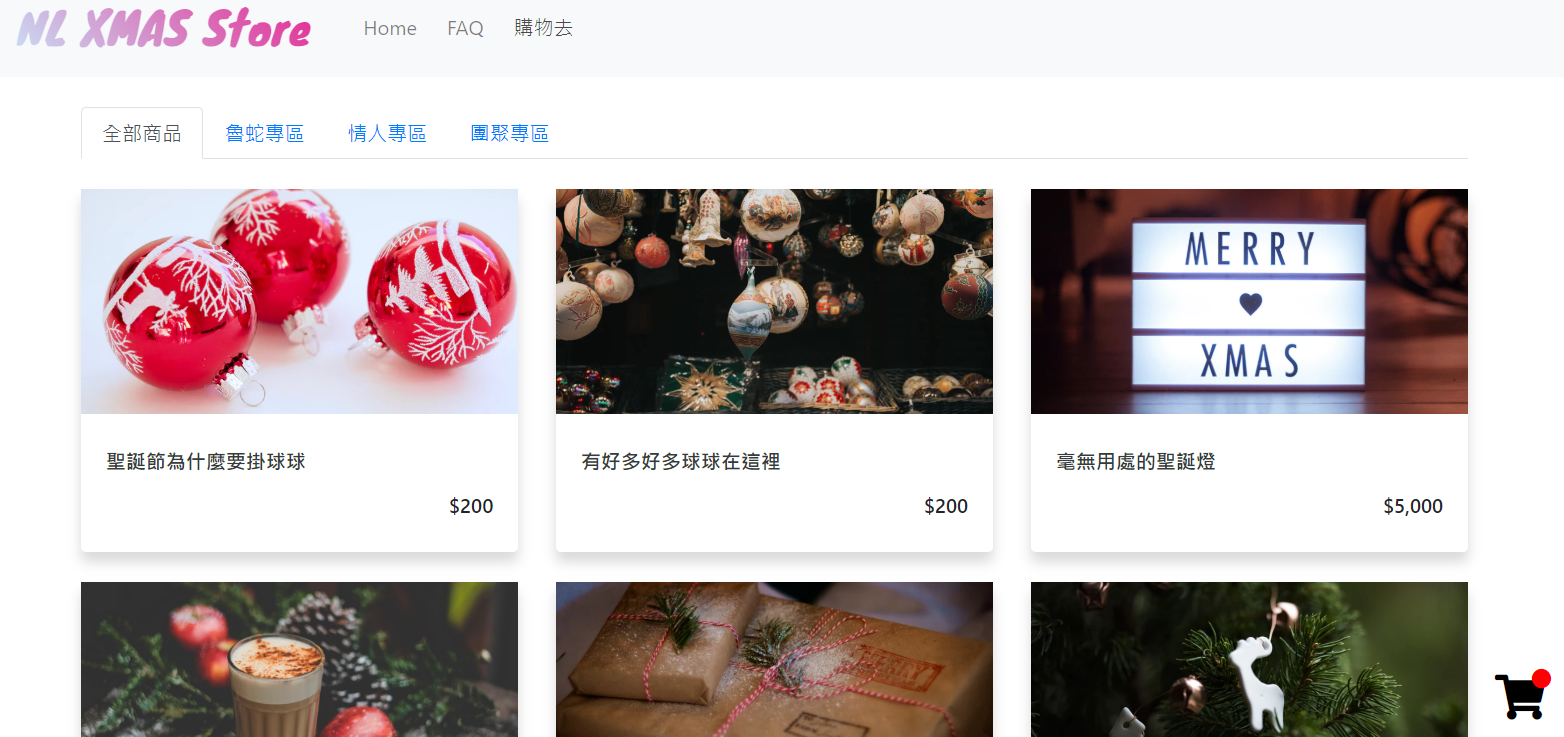 NL XMAS Store
Home FAQ 購物去
全部商品 魯蛇專區 情人專區 團聚專區
MERRY
XMAS
聖誕節為什麼要掛球球
$200
有好多好多球球在這裡
$200
毫無用處的聖誕燈
$5,000